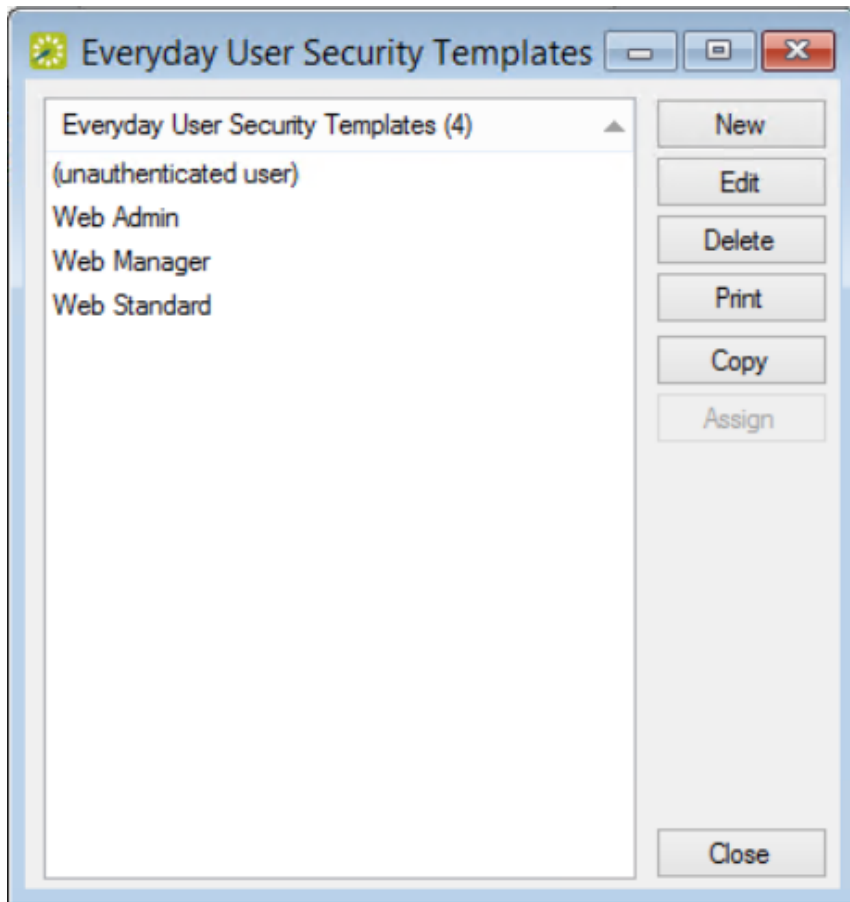 Everyday User Security Templates
Everyday User Security Templates (4)
(unauthenticated user)
Web Admin
Web Manager
Web Standard
New
Edit
Delete
Print
Copy
Assign
Close